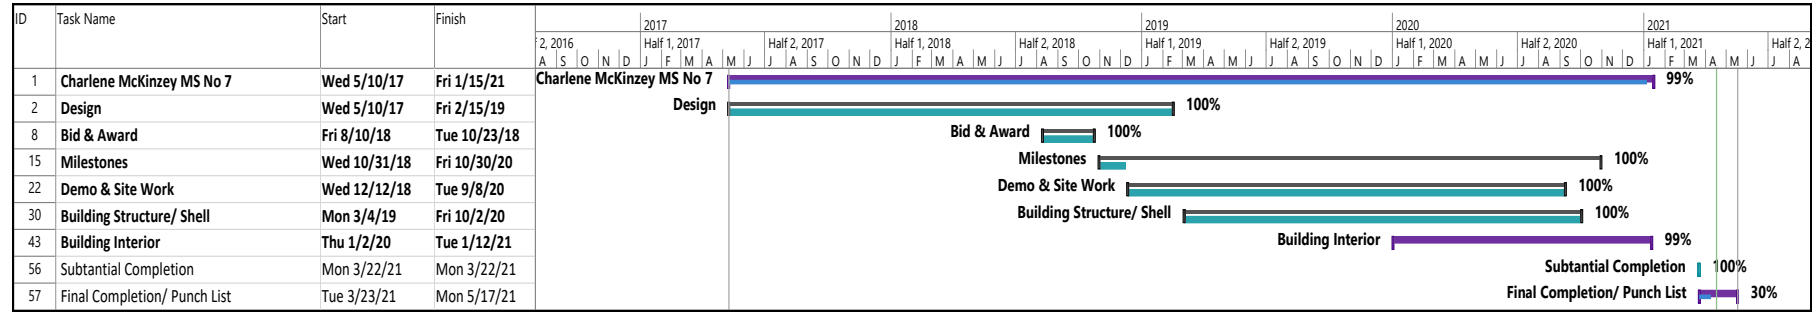 ID Task Name Start Finish
2017 2018 2019 2020 2021
f 2, 2016 Half 1, 2017 Half 2, 2017 Half 1, 2018 Half 2, 2018 Half 1, 2019 Half 2, 2019 Half 1, 2020 Half 2, 2020 Half 1, 2021 Half 2, 2
A S O N D J F M A M J J A S O N D J F M A M J J A S O N D J F M A M J J A S O N D J F M A M J J A S O N D J F M A M J J A
1 Charlene McKinzey MS No 7 Wed 5/10/17 Fri 1/15/21 Charlene McKinzey MS No 7 99%
2 Design Wed 5/10/17 Fri 2/15/19 Design 100%
8 Bid & Award Fri 8/10/18 Tue 10/23/18 Bid & Award 100%
15 Milestones Wed 10/31/18 Fri 10/30/20 Milestones 100%
22 Demo & Site Work Wed 12/12/18 Tue 9/8/20 Demo & Site Work 100%
30 Building Structure/ Shell Mon 3/4/19 Fri 10/2/20 Building Structure/ Shell 100%
43 Building Interior Thu 1/2/20 Tue 1/12/21 Building Interior 99%
56 Subtantial Completion Mon 3/22/21 Mon 3/22/21 Subtantial Completion 100%
57 Final Completion/ Punch List Tue 3/23/21 Mon 5/17/21 Final Completion/ Punch List 30%